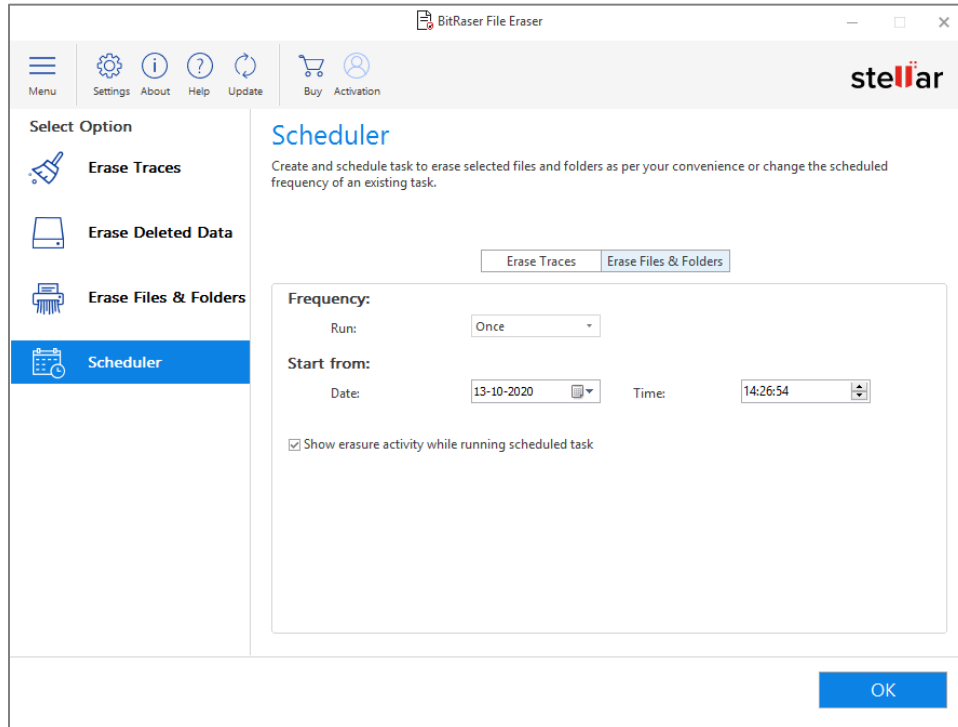 BitRaser File Eraser
Menu Settings About Help Update Buy Activation
stellar
Select Option
Erase Traces
Erase Deleted Data
Erase Files & Folders
Scheduler
Scheduler
Create and schedule task to erase selected files and folders as per your convenience or change the scheduled
frequency of an existing task.
Erase Traces Erase Files & Folders
Frequency:
Run: Once
Start from:
Date: 13-10-2020 Time: 14:26:54
Show erasure activity while running scheduled task
OK